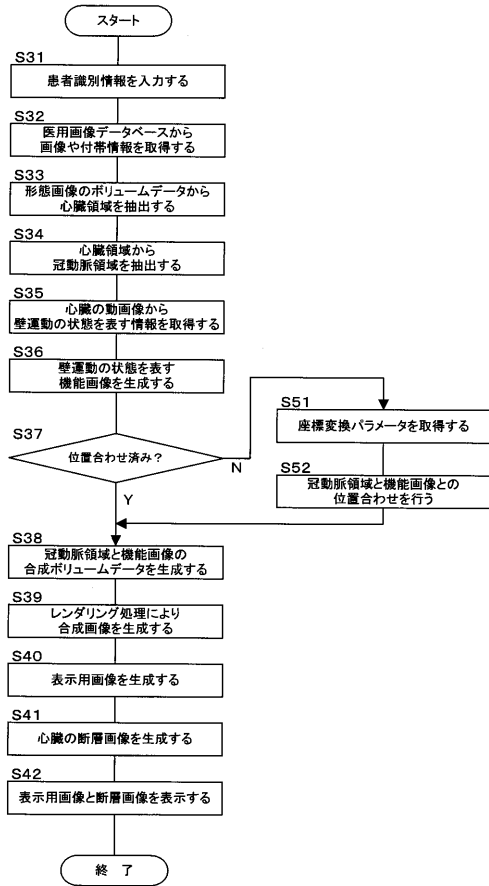 スタート
S31
患者識別情報を入力する
S32
医用画像データベースから
画像や付帯情報を取得する
S33
形態画像のボリュームデータから
心臓領域を抽出する
S34
心臓領域から
冠動脈領域を抽出する
S35
心臓の動画像から
壁運動の状態を表す情報を取得する
S36
壁運動の状態を表す
機能画像を生成する
S37
位置合わせ済み?
N
Y
S51
座標変換パラメータを取得する
S52
冠動脈領域と機能画像との
位置合わせを行う
S38
冠動脈領域と機能画像の
合成ボリュームデータを生成する
S39
レンダリング処理により
合成画像を生成する
S40
表示用画像を生成する
S41
心臓の断層画像を生成する
S42
表示用画像と断層画像を表示する
終 了